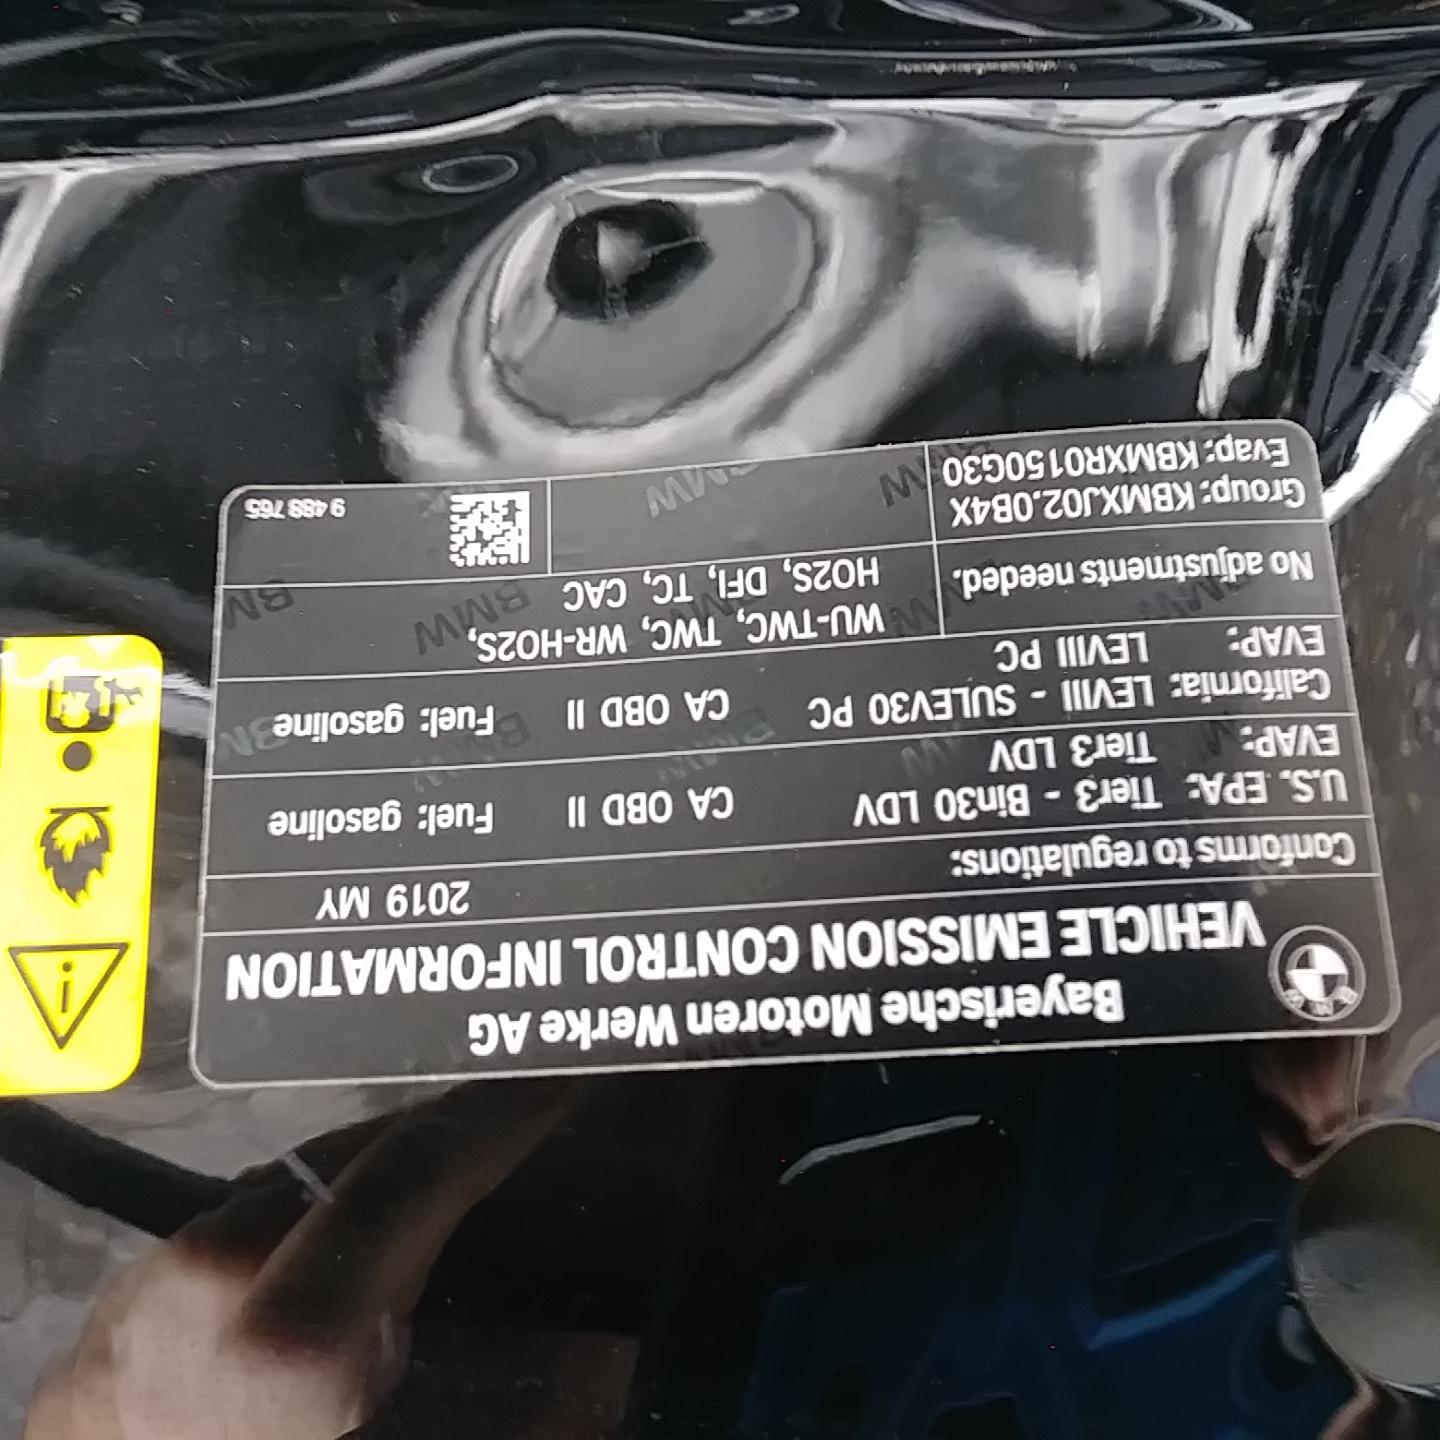 BMW
Bayerische Motoren Werke AG
VEHICLE EMISSION CONTROL INFORMATION
Conforms to regulations: 2019 MY
U.S. EPA: Tier3 - Bin30 LDV CA OBD II Fuel: gasoline
EVAP: Tier3 LDV
California: LEVIII - SULEV30 PC CA OBD II Fuel: gasoline
EVAP: LEVIII PC
No adjustments needed.
WU-TWC, TWC, WR-HO2S,
HO2S, DFI, TC, CAC
Group: KBMXJ02.0B4X
Evap: KBMXR0150G30
9 488 765